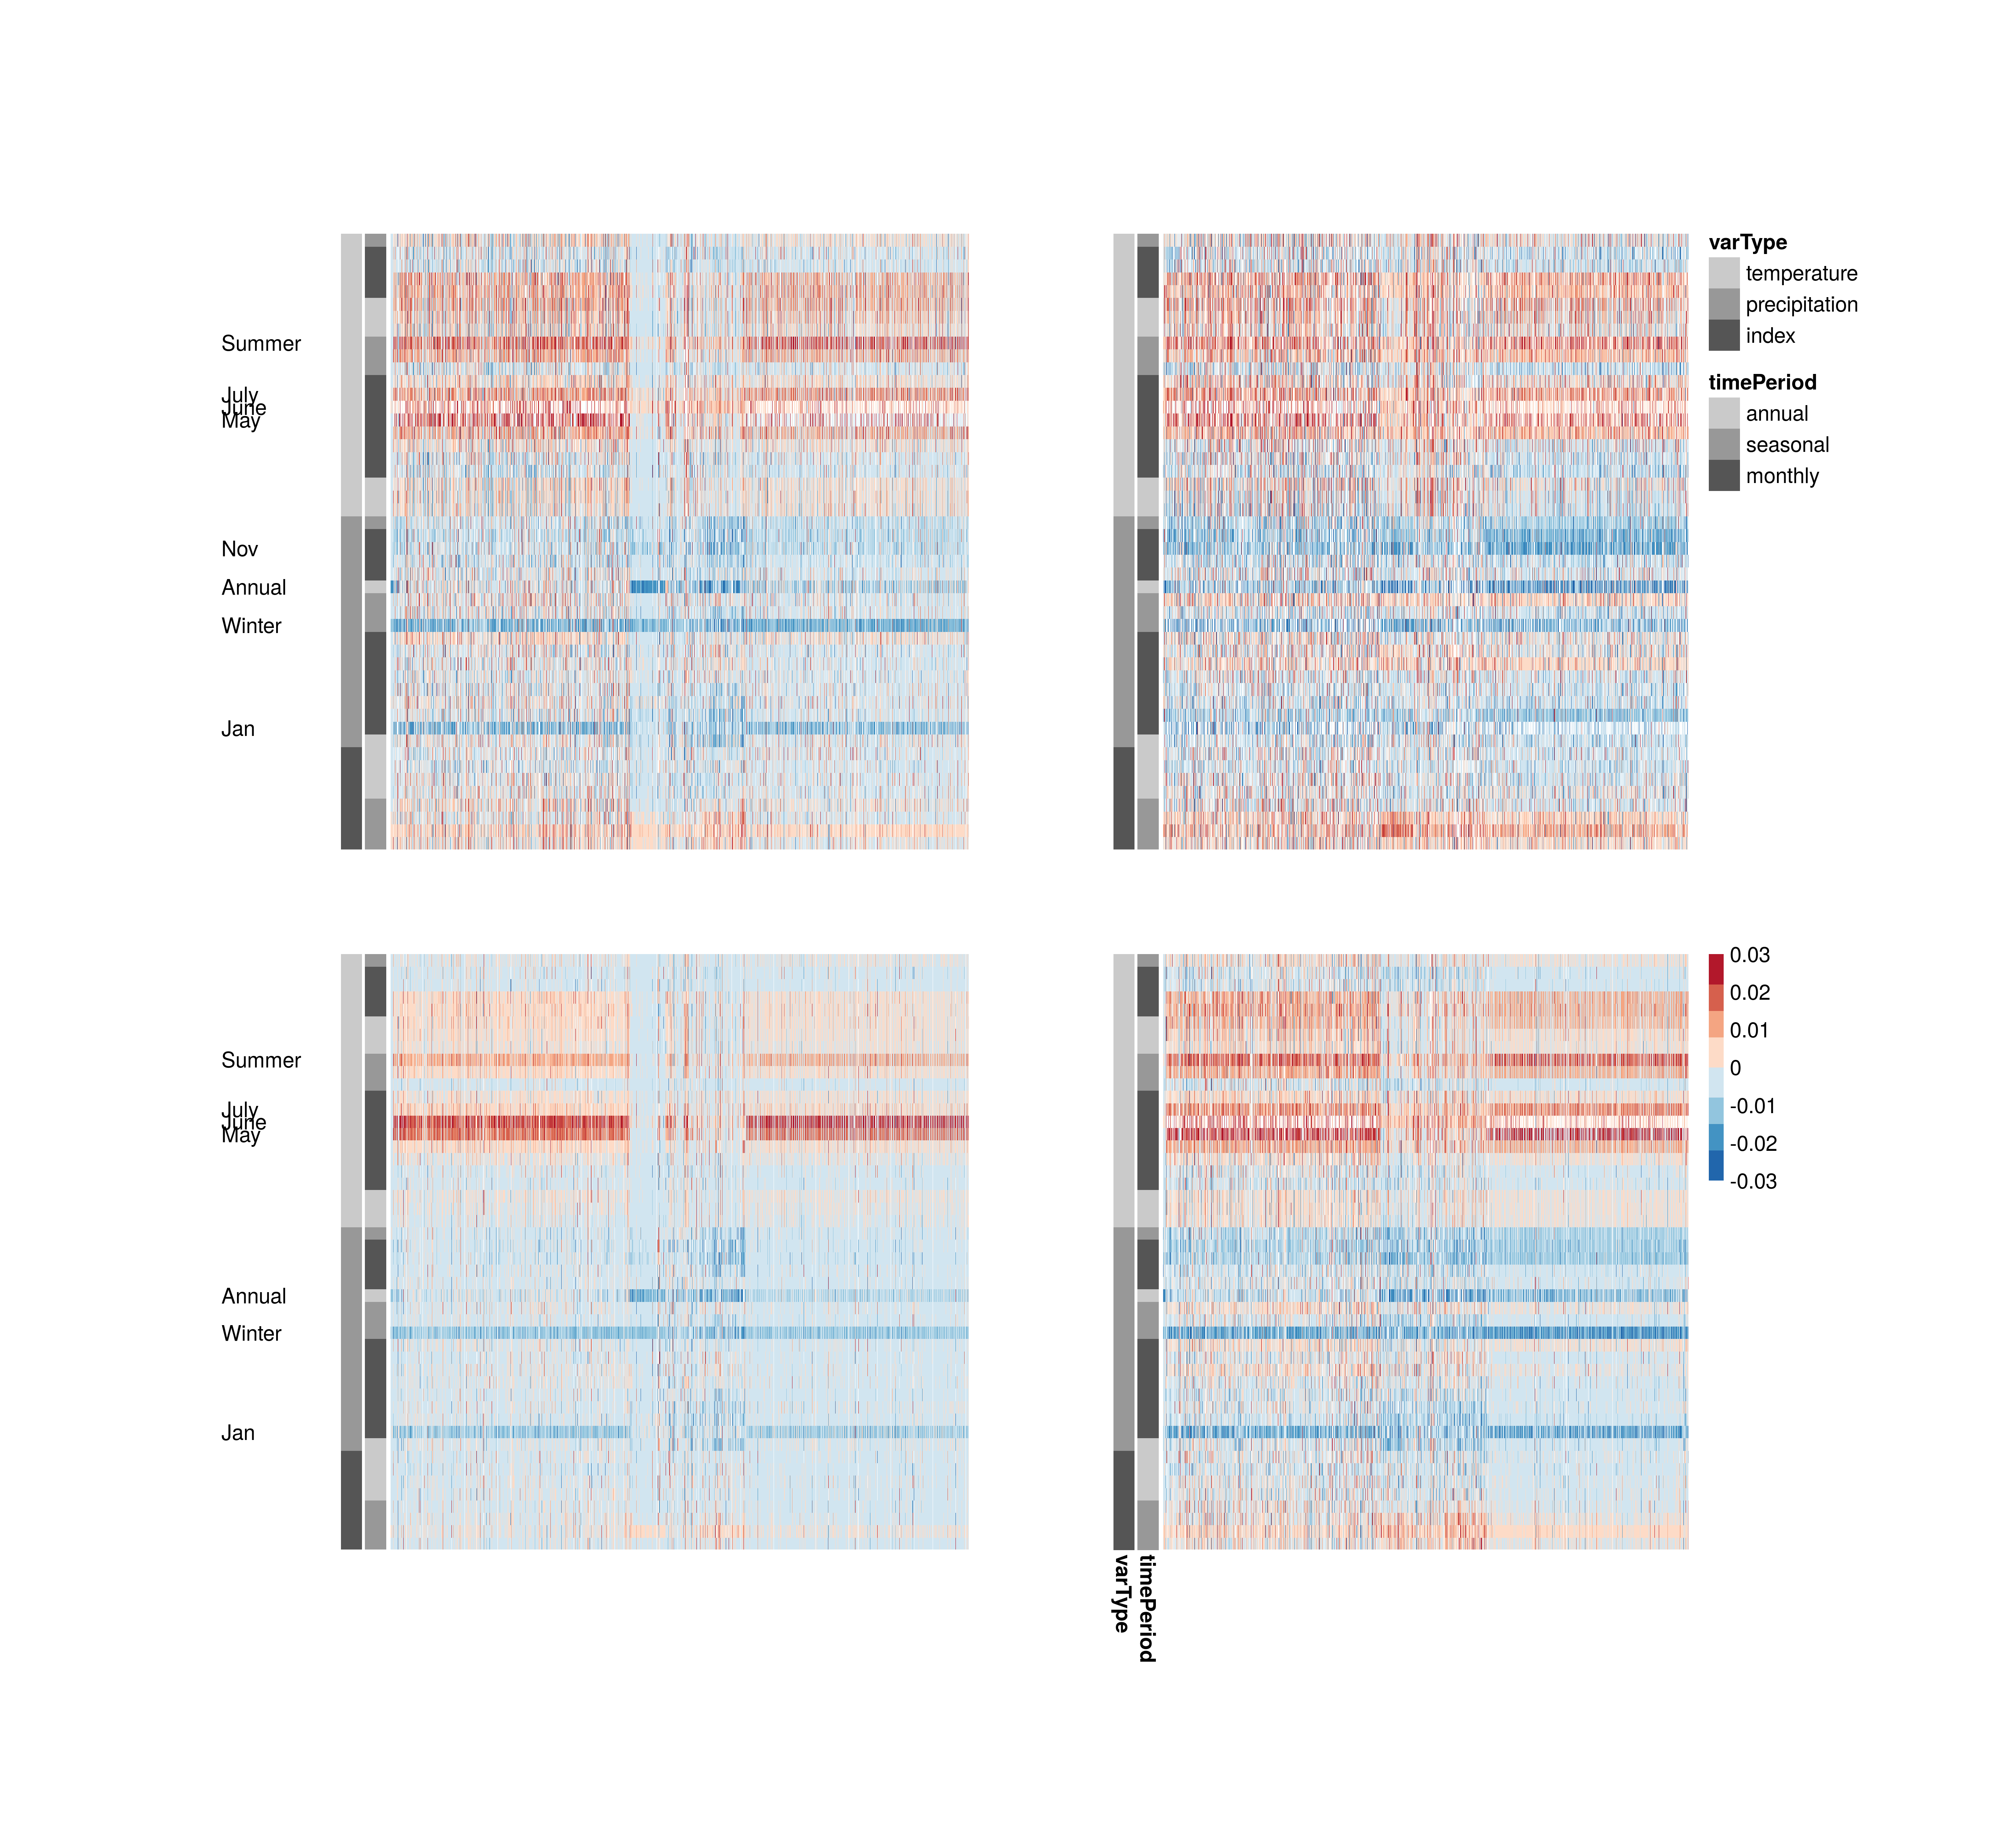 varType
temperature
precipitation
index
timePeriod
annual
seasonal
monthly
Summer
July
June
May
Nov
Annual
Winter
Jan
0.03
0.02
0.01
0
-0.01
-0.02
-0.03
Summer
July
June
May
Annual
Winter
Jan
varType
timePeriod